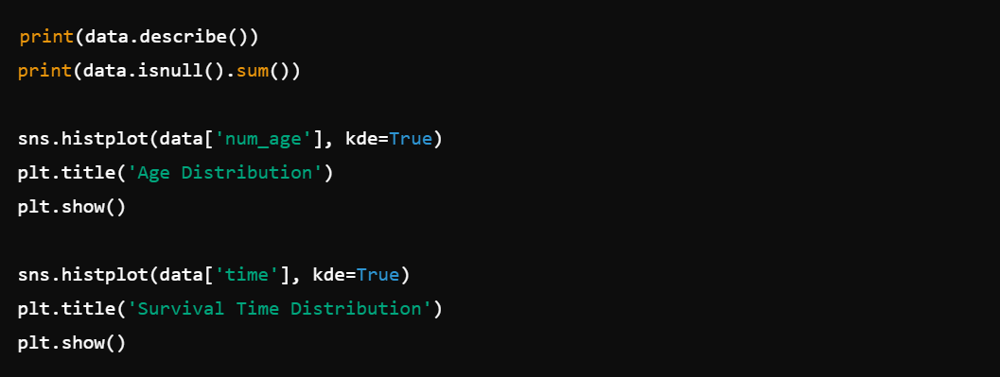 print(data.describe())
print(data.isnull().sum())
sns.histplot(data['num_age'], kde=True)
plt.title('Age Distribution')
plt.show()
sns.histplot(data['time'], kde=True)
plt.title('Survival Time Distribution')
plt.show()